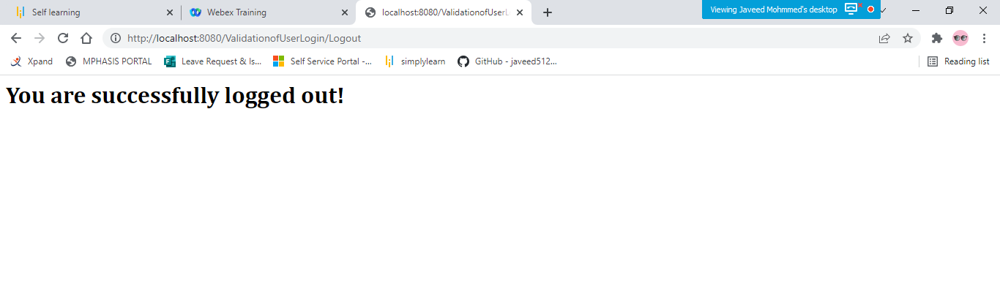 Self learning
Webex Training
localhost:8080/ValidationofUserL
Viewing Javeed Mohmmed's desktop
http://localhost:8080/ValidationofUserLogin/Logout
Xpand
MPHASIS PORTAL
Leave Request & Is...
Self Service Portal -...
simplylearn
GitHub - javeed512...
Reading list
You are successfully logged out!